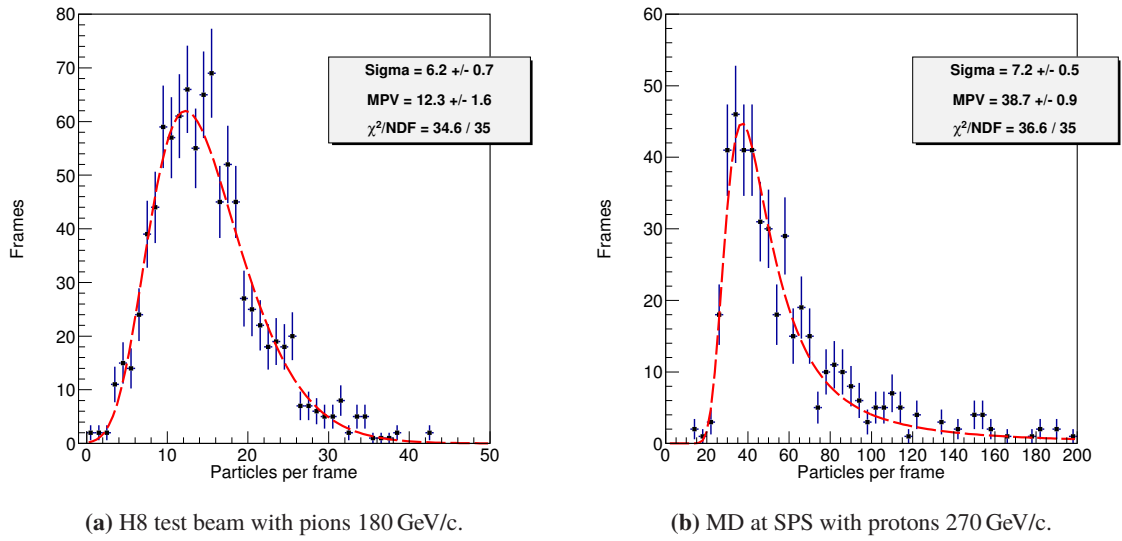 Frames
80
70
60
50
40
30
20
10
0
Sigma = 6.2 +/- 0.7
MPV = 12.3 +/- 1.6
χ²/NDF = 34.6 / 35
0 10 20 30 40 50
Particles per frame
(a) H8 test beam with pions 180 GeV/c.
Frames
60
50
40
30
20
10
0
Sigma = 7.2 +/- 0.5
MPV = 38.7 +/- 0.9
χ²/NDF = 36.6 / 35
0 20 40 60 80 100 120 140 160 180 200
Particles per frame
(b) MD at SPS with protons 270 GeV/c.